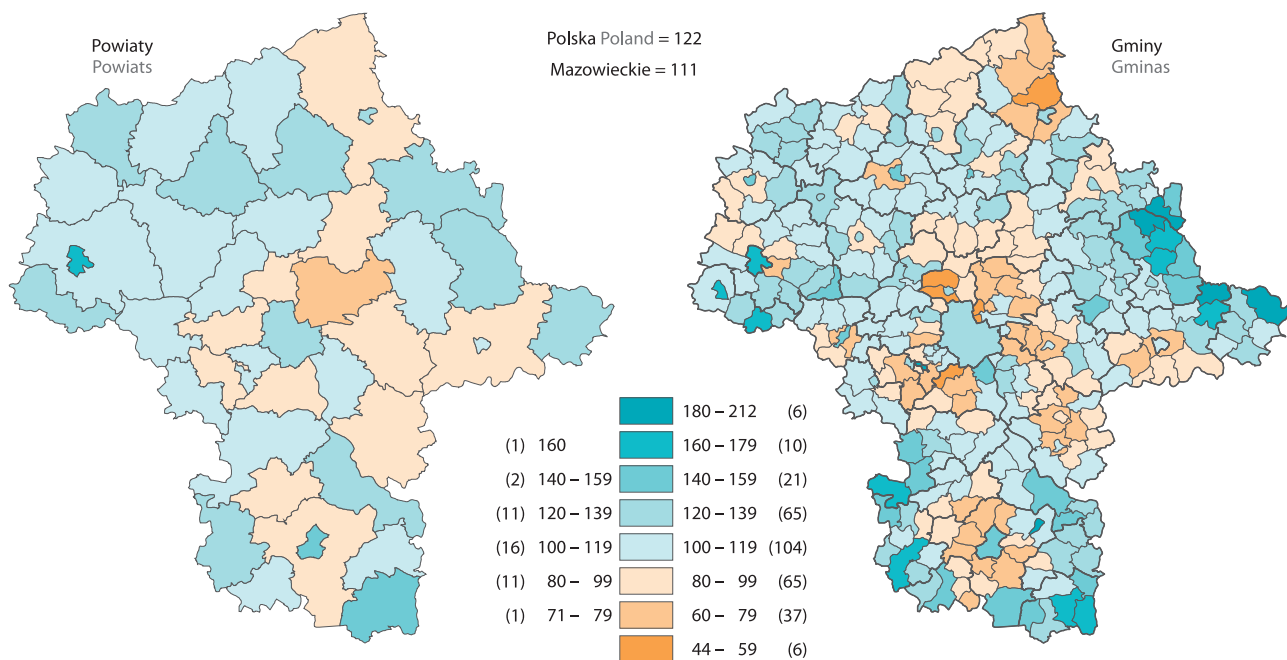 Powiaty
Powiats
Polska Poland = 122
Mazowieckie = 111
Gminy
Gminas
180 – 212 (6)
(1) 160 160 – 179 (10)
(2) 140 – 159 140 – 159 (21)
(11) 120 – 139 120 – 139 (65)
(16) 100 – 119 100 – 119 (104)
(11) 80 – 99 80 – 99 (65)
(1) 71 – 79 60 – 79 (37)
44 – 59 (6)